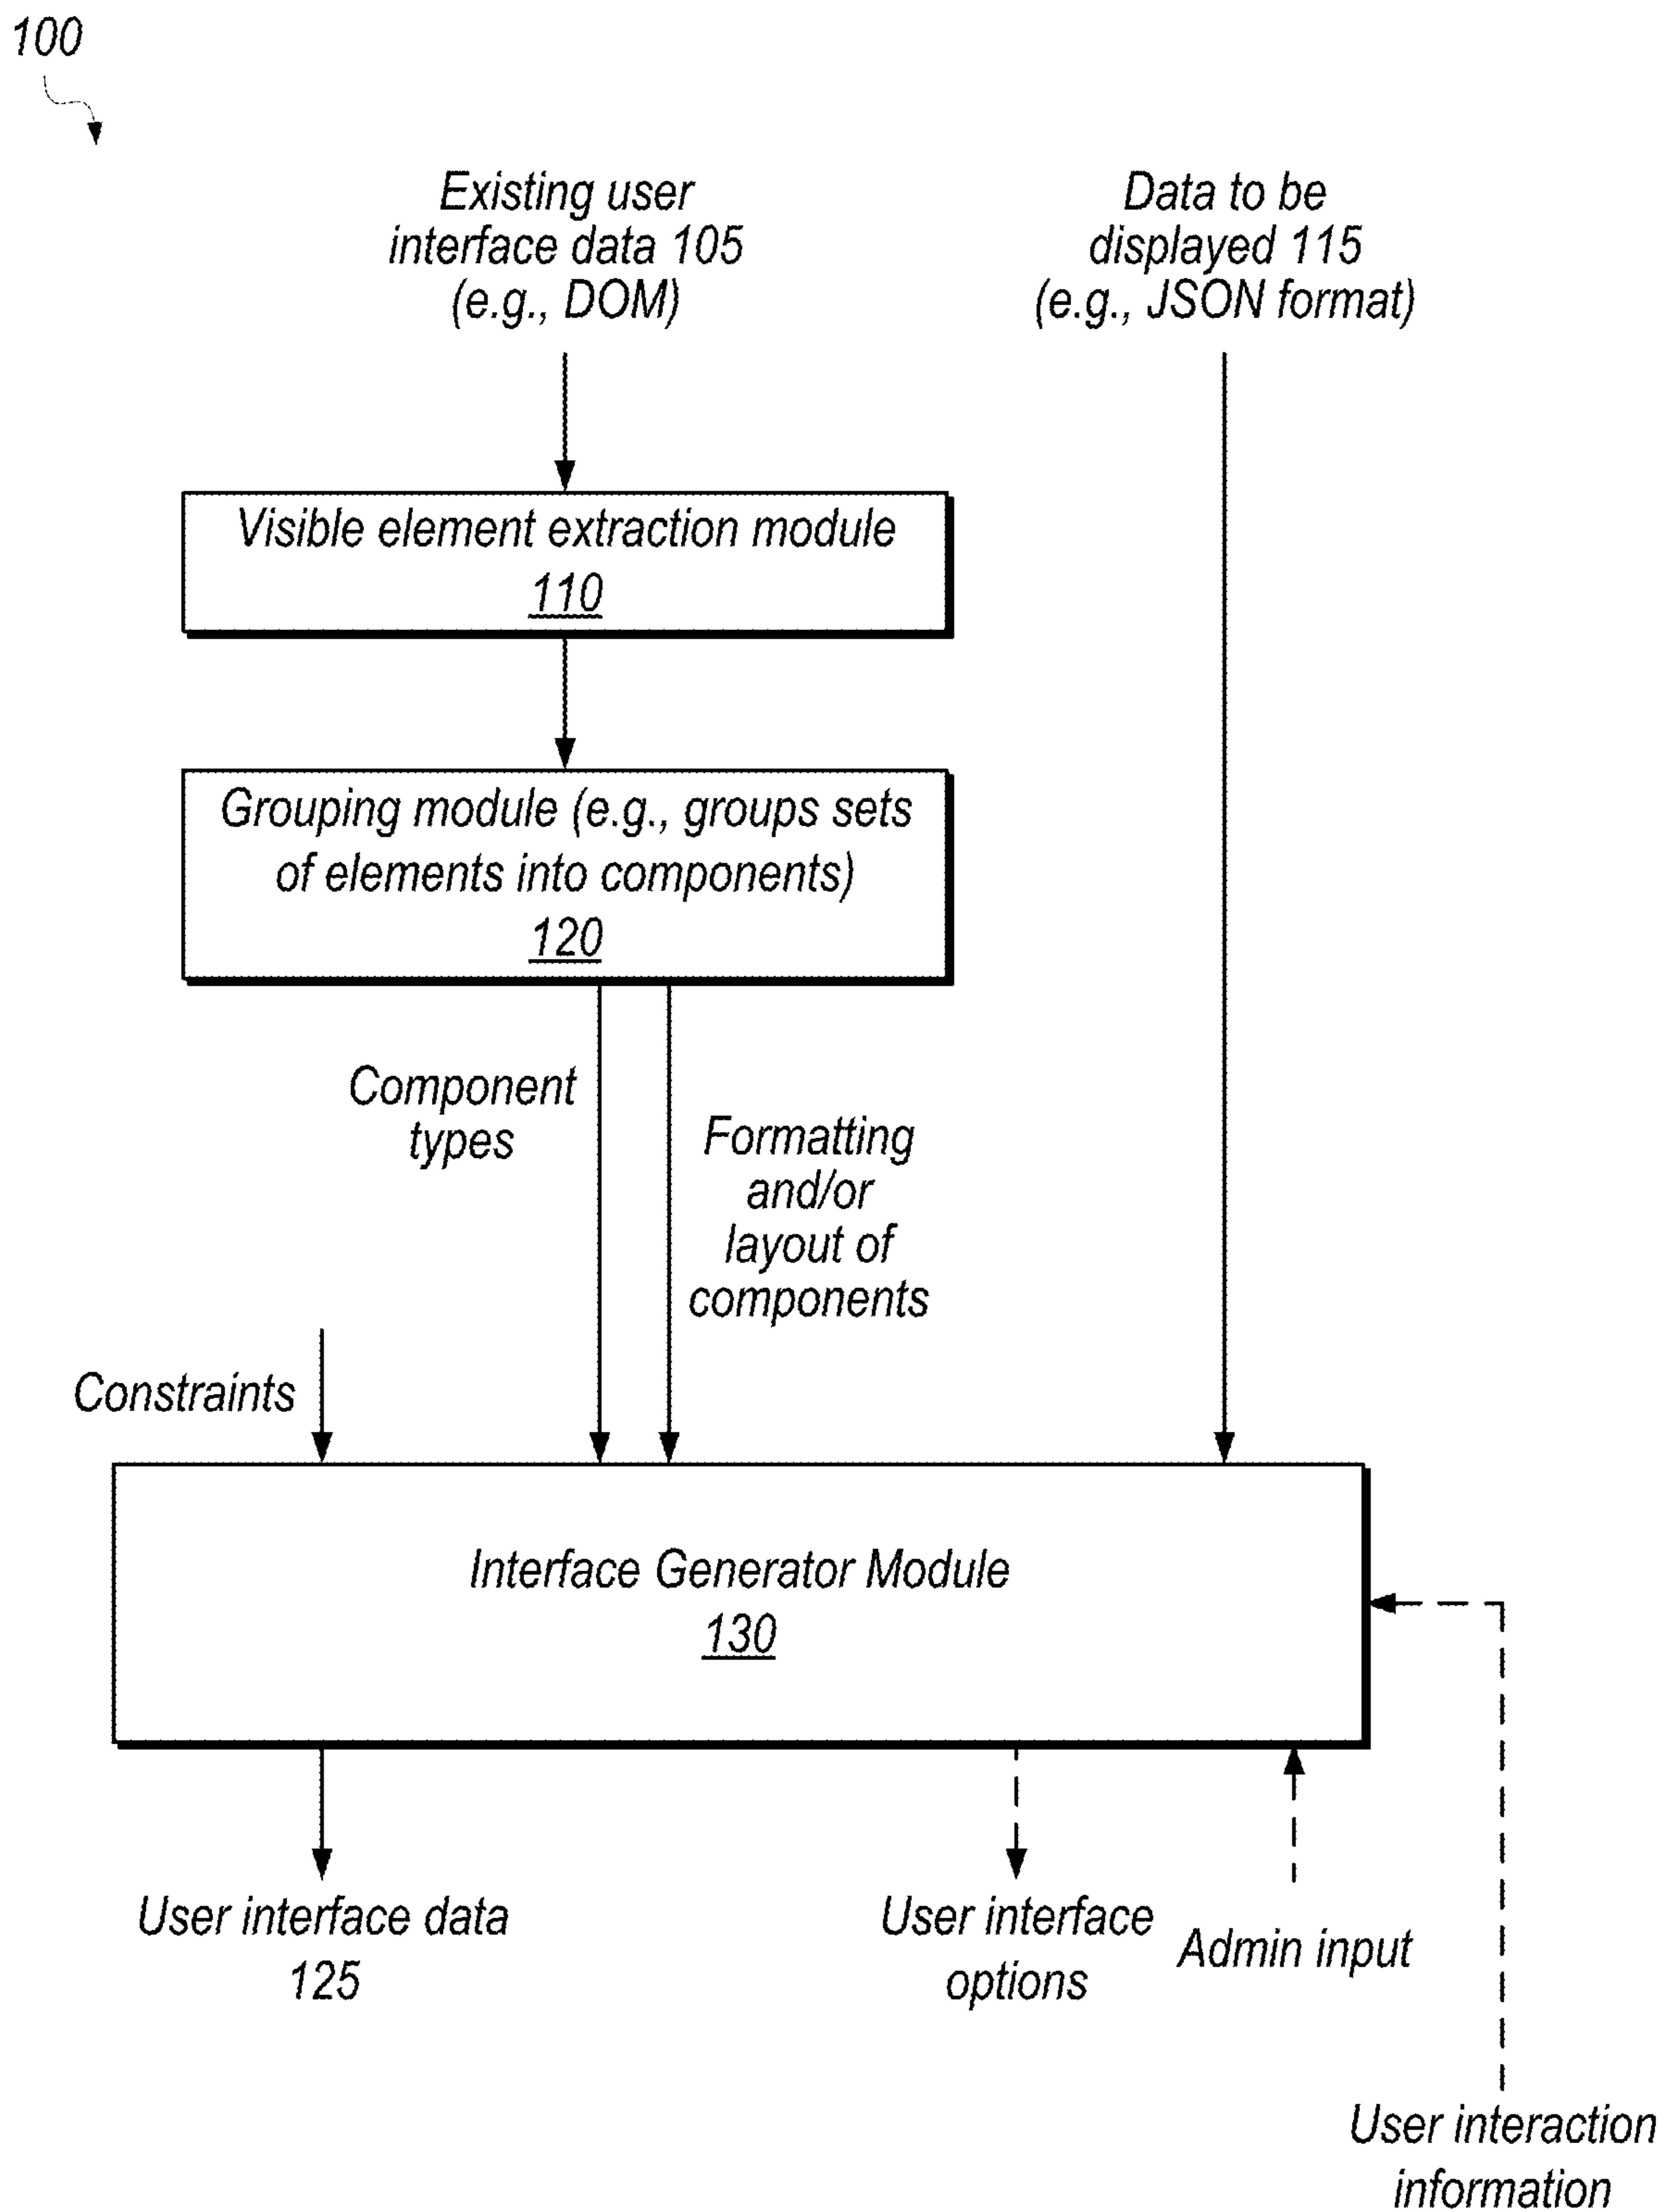 100
Existing user
interface data 105
(e.g., DOM)
Data to be
displayed 115
(e.g., JSON format)
Visible element extraction module
110
Grouping module (e.g., groups sets
of elements into components)
120
Component
types
Formatting
and/or
layout of
components
Constraints
Interface Generator Module
130
User interface data
125
User interface
options
Admin input
User interaction
information